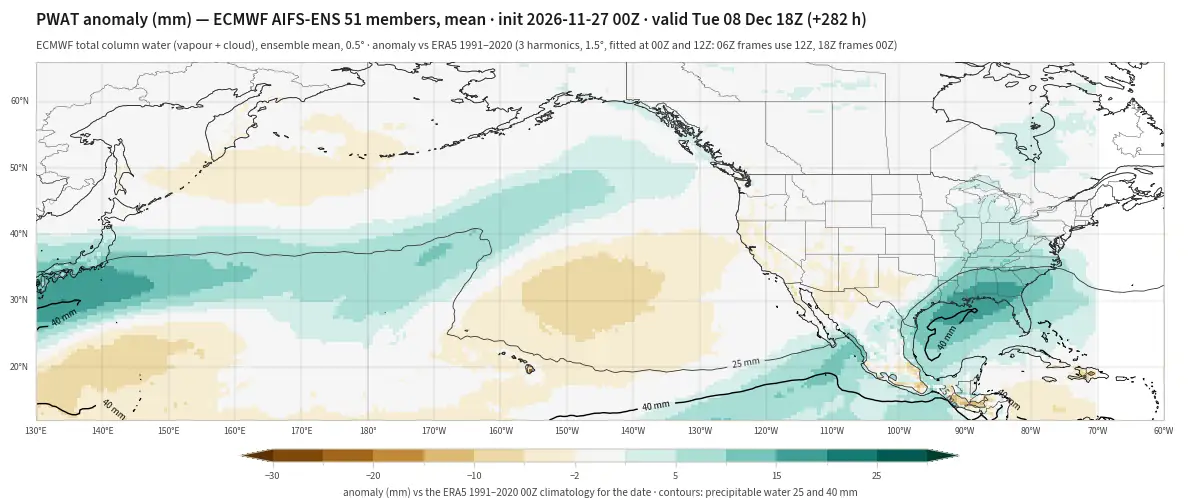 PWAT anomaly (mm) — ECMWF AIFS-ENS 51 members, mean · init 2026-11-27 00Z · valid Tue 08 Dec 18Z (+282 h)
ECMWF total column water (vapour + cloud), ensemble mean, 0.5° · anomaly vs ERA5 1991–2020 (3 harmonics, 1.5°, fitted at 00Z and 12Z: 06Z frames use 12Z, 18Z frames 00Z)
60°N
50°N
40°N
30°N
20°N
40 mm
40 mm
25 mm
40 mm
40 mm
40 mm
130°E 140°E 150°E 160°E 170°E 180° 170°W 160°W 150°W 140°W 130°W 120°W 110°W 100°W 90°W 80°W 70°W 60°W
−30 −20 −10 −2 5 15 25
anomaly (mm) vs the ERA5 1991–2020 00Z climatology for the date · contours: precipitable water 25 and 40 mm